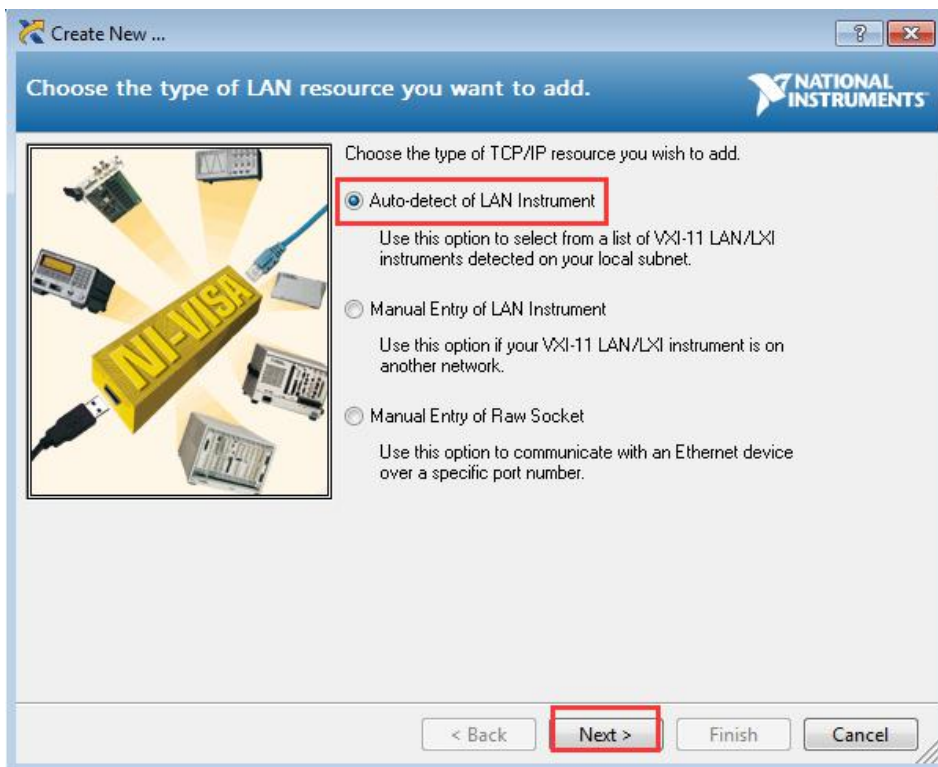 Create New ...
Choose the type of LAN resource you want to add.
NATIONAL
INSTRUMENTS
Choose the type of TCP/IP resource you wish to add.
Auto-detect of LAN Instrument
Use this option to select from a list of VXI-11 LAN/LXI
instruments detected on your local subnet.
Manual Entry of LAN Instrument
Use this option if your VXI-11 LAN/LXI instrument is on
another network.
Manual Entry of Raw Socket
Use this option to communicate with an Ethernet device
over a specific port number.
NI-VISA
< Back
Next >
Finish
Cancel